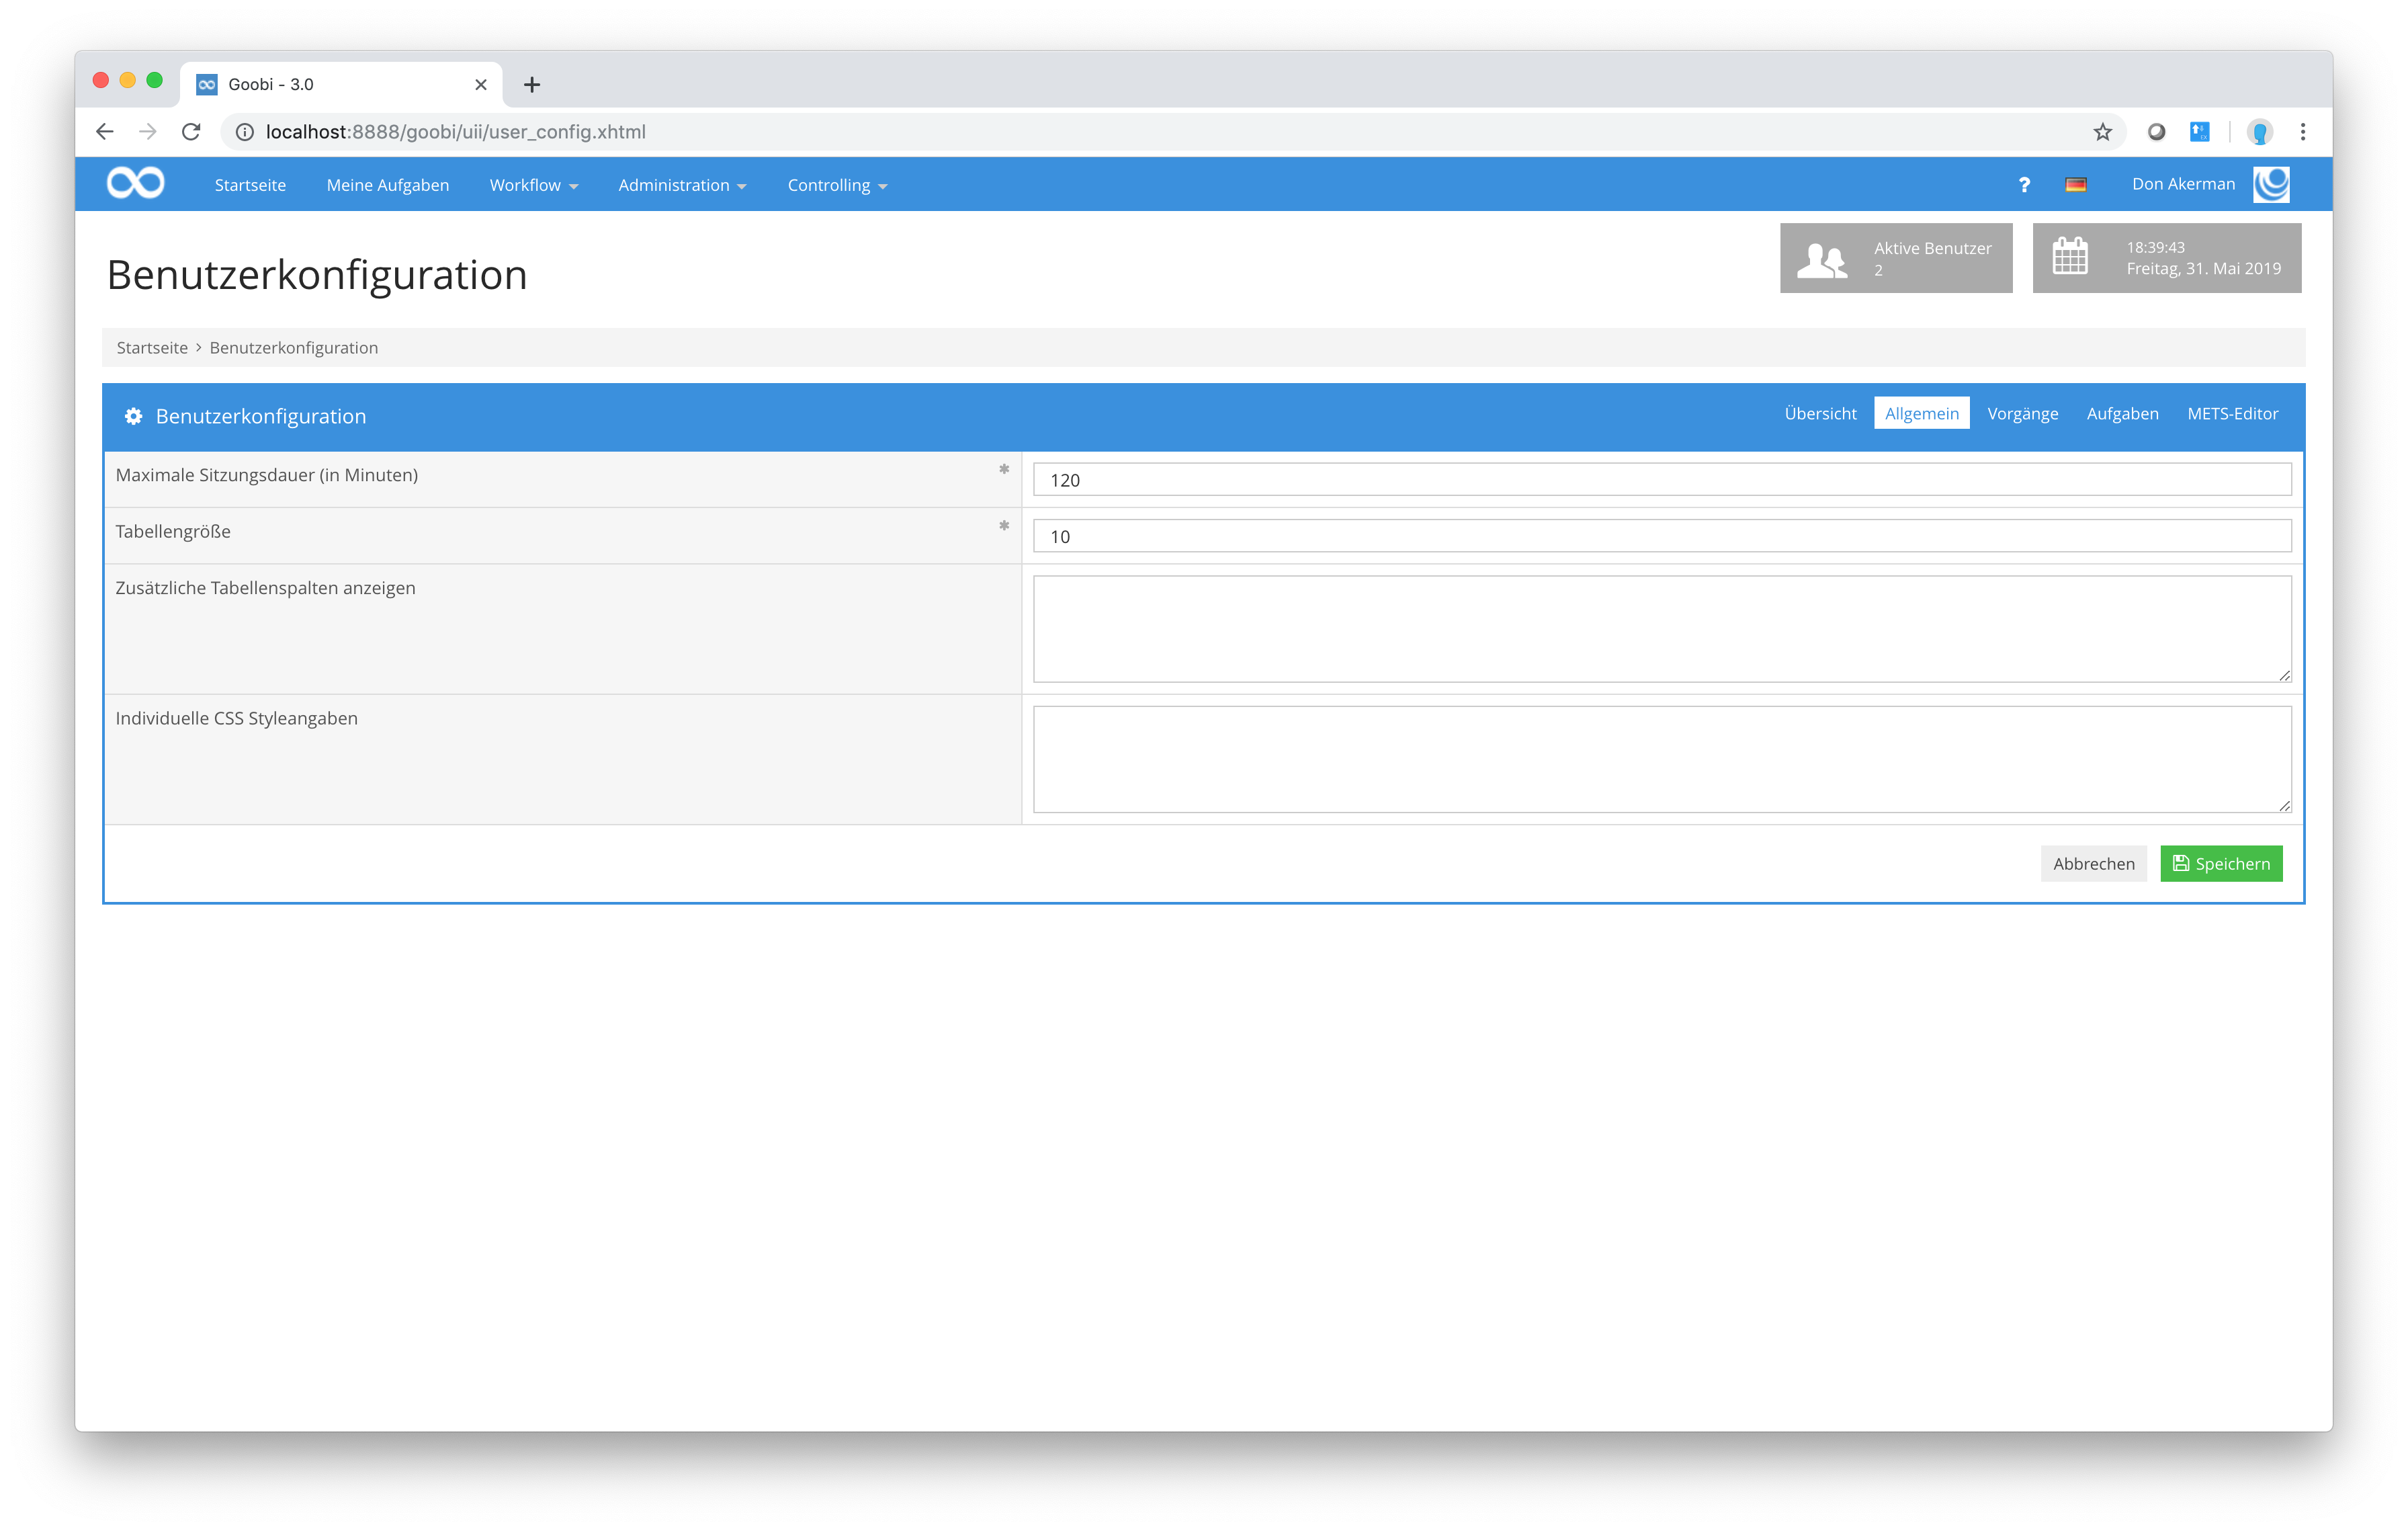 Goobi - 3.0
localhost:8888/goobi/uii/user_config.xhtml
Startseite Meine Aufgaben Workflow Administration Controlling ? Don Akerman
Benutzerkonfiguration
Aktive Benutzer
2
18:39:43
Freitag, 31. Mai 2019
Startseite > Benutzerkonfiguration
Benutzerkonfiguration Übersicht Allgemein Vorgänge Aufgaben METS-Editor
Maximale Sitzungsdauer (in Minuten) * 120
Tabellengröße * 10
Zusätzliche Tabellenspalten anzeigen
Individuelle CSS Styleangaben
Abbrechen Speichern